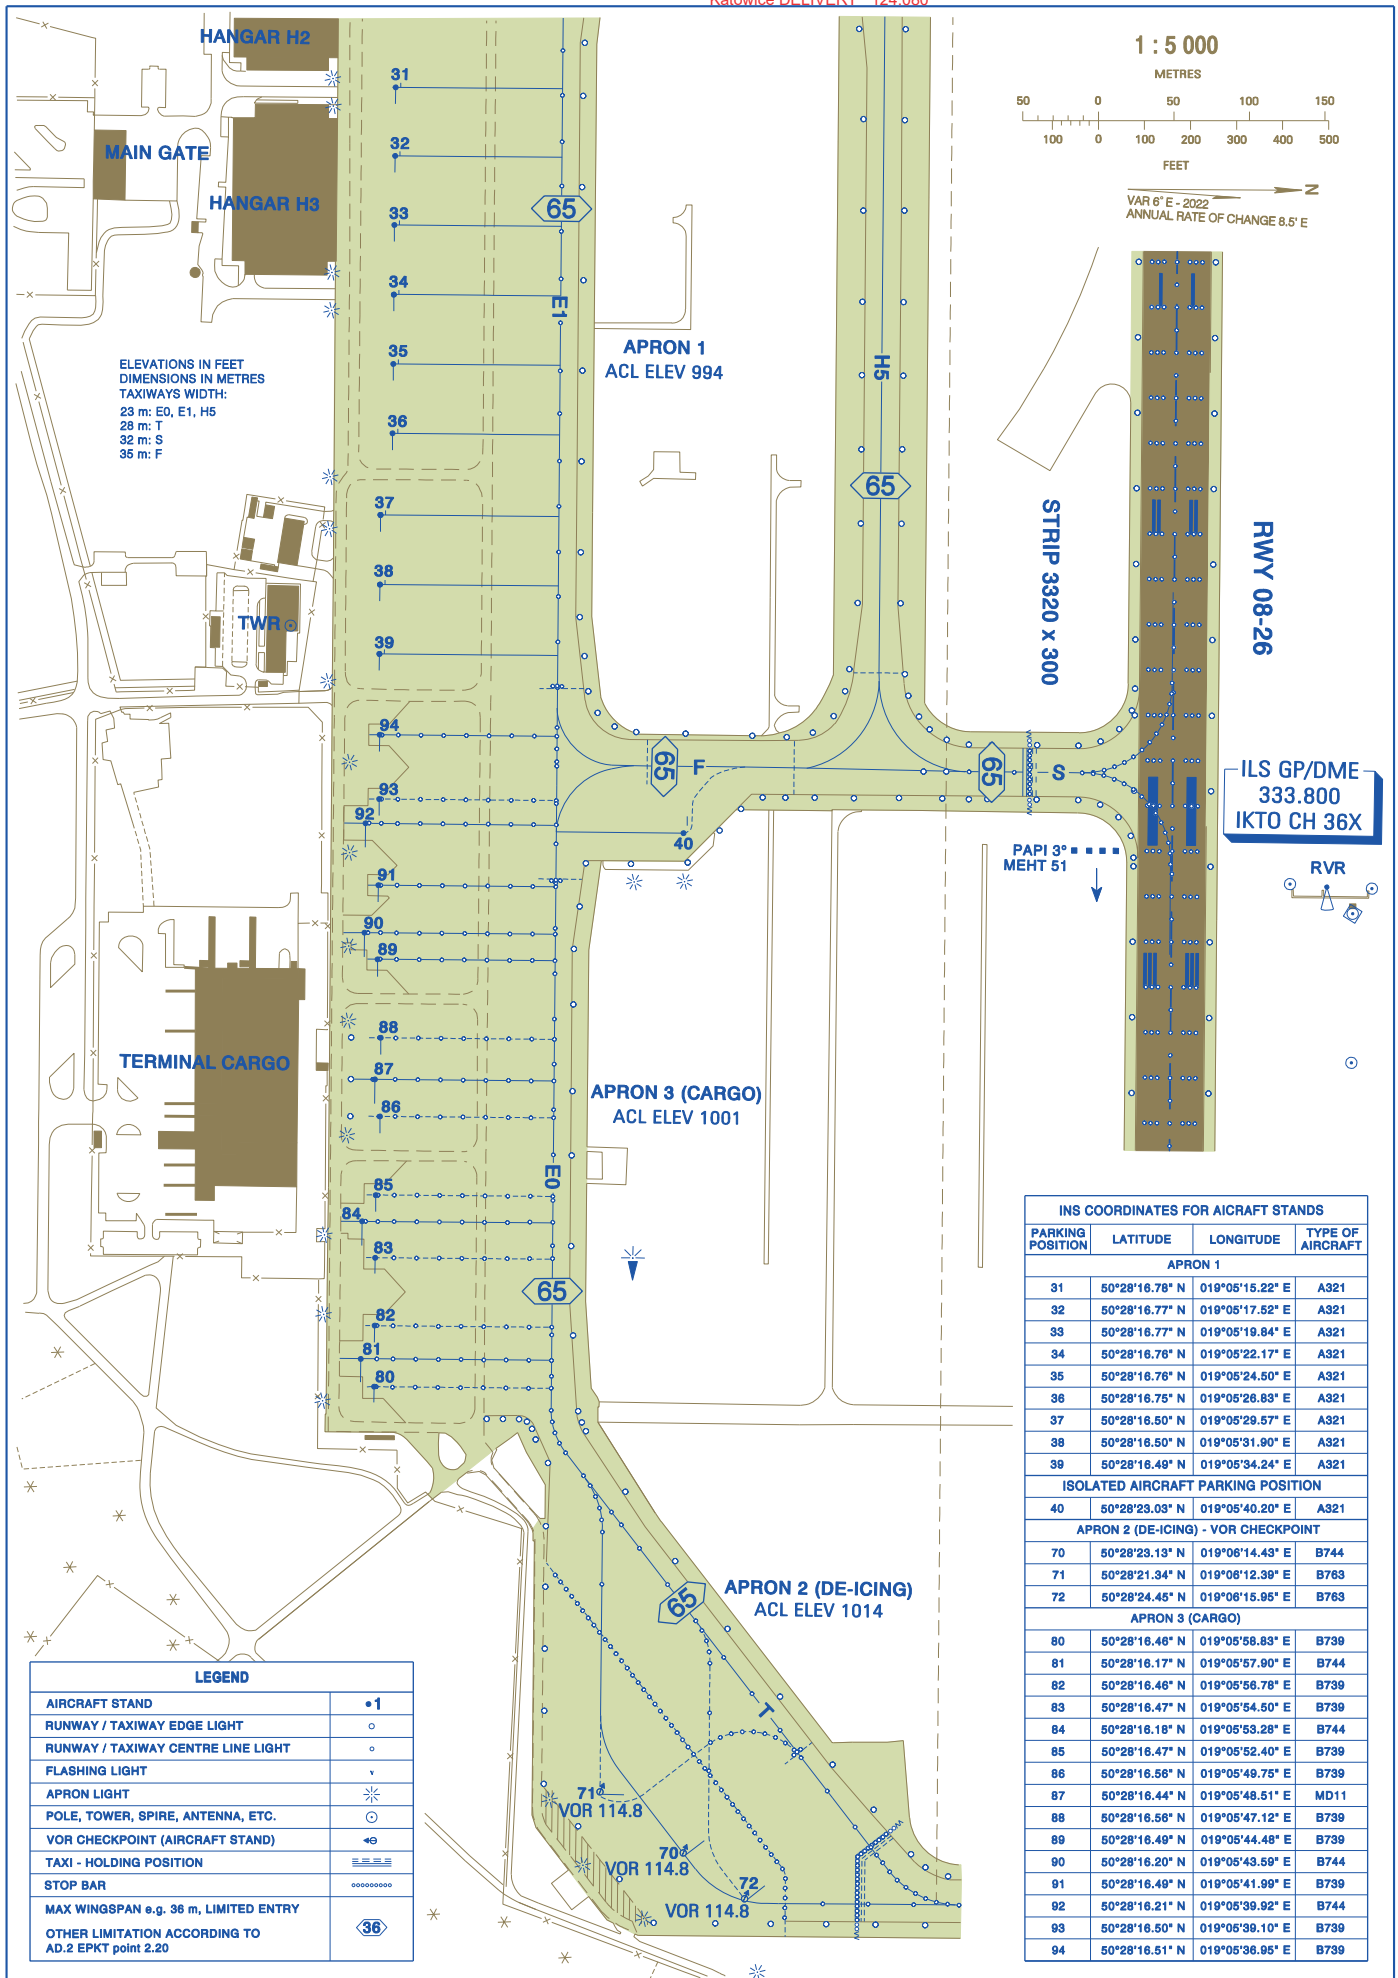 Katowice DELIVERY 124.080
HANGAR H2
MAIN GATE
HANGAR H3
31
32
33
34
35
36
37
38
39
65
E1
APRON 1
ACL ELEV 994
H5
65
1 : 5 000
METRES
50 0 50 100 150
100 0 100 200 300 400 500
FEET
N
VAR 6° E - 2022
ANNUAL RATE OF CHANGE 8.5' E
ELEVATIONS IN FEET
DIMENSIONS IN METRES
TAXIWAYS WIDTH:
23 m: E0, E1, H5
28 m: T
32 m: S
35 m: F
STRIP 3320 x 300
RWY 08-26
TWR
94
93
92
91
90
89
88
87
86
85
84
83
82
81
80
65
F
40
65
S
ILS GP/DME
333.800
IKTO CH 36X
PAPI 3°
MEHT 51
RVR
TERMINAL CARGO
APRON 3 (CARGO)
ACL ELEV 1001
E0
65
APRON 2 (DE-ICING)
ACL ELEV 1014
65
T
71
VOR 114.8
70
VOR 114.8
72
VOR 114.8
INS COORDINATES FOR AICRAFT STANDS
PARKING POSITION LATITUDE LONGITUDE TYPE OF AIRCRAFT
APRON 1
31 50°28'16.78" N 019°05'15.22" E A321
32 50°28'16.77" N 019°05'17.52" E A321
33 50°28'16.77" N 019°05'19.84" E A321
34 50°28'16.76" N 019°05'22.17" E A321
35 50°28'16.76" N 019°05'24.50" E A321
36 50°28'16.75" N 019°05'26.83" E A321
37 50°28'16.50" N 019°05'29.57" E A321
38 50°28'16.50" N 019°05'31.90" E A321
39 50°28'16.49" N 019°05'34.24" E A321
ISOLATED AIRCRAFT PARKING POSITION
40 50°28'23.03" N 019°05'40.20" E A321
APRON 2 (DE-ICING) - VOR CHECKPOINT
70 50°28'23.13" N 019°06'14.43" E B744
71 50°28'21.34" N 019°06'12.39" E B763
72 50°28'24.45" N 019°06'15.95" E B763
APRON 3 (CARGO)
80 50°28'16.46" N 019°05'58.83" E B739
81 50°28'16.17" N 019°05'57.90" E B744
82 50°28'16.46" N 019°05'56.78" E B739
83 50°28'16.47" N 019°05'54.50" E B739
84 50°28'16.18" N 019°05'53.28" E B744
85 50°28'16.47" N 019°05'52.40" E B739
86 50°28'16.56" N 019°05'49.75" E B739
87 50°28'16.44" N 019°05'48.51" E MD11
88 50°28'16.56" N 019°05'47.12" E B739
89 50°28'16.49" N 019°05'44.48" E B739
90 50°28'16.20" N 019°05'43.59" E B744
91 50°28'16.49" N 019°05'41.99" E B739
92 50°28'16.21" N 019°05'39.92" E B744
93 50°28'16.50" N 019°05'39.10" E B739
94 50°28'16.51" N 019°05'36.95" E B739
LEGEND
AIRCRAFT STAND 1
RUNWAY / TAXIWAY EDGE LIGHT
RUNWAY / TAXIWAY CENTRE LINE LIGHT
FLASHING LIGHT
APRON LIGHT
POLE, TOWER, SPIRE, ANTENNA, ETC.
VOR CHECKPOINT (AIRCRAFT STAND)
TAXI - HOLDING POSITION
STOP BAR
MAX WINGSPAN e.g. 36 m, LIMITED ENTRY
OTHER LIMITATION ACCORDING TO 36
AD.2 EPKT point 2.20